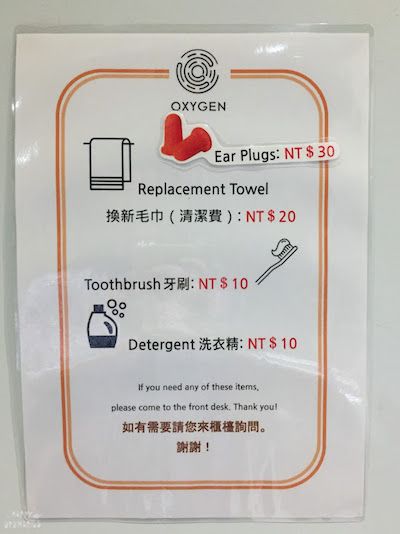 OXYGEN
Ear Plugs: NT$30
Replacement Towel
換新毛巾(清潔費): NT$20
Toothbrush 牙刷: NT$10
Detergent 洗衣精: NT$10
If you need any of these items,
please come to the front desk. Thank you!
如有需要請您來櫃檯詢問。
謝謝!